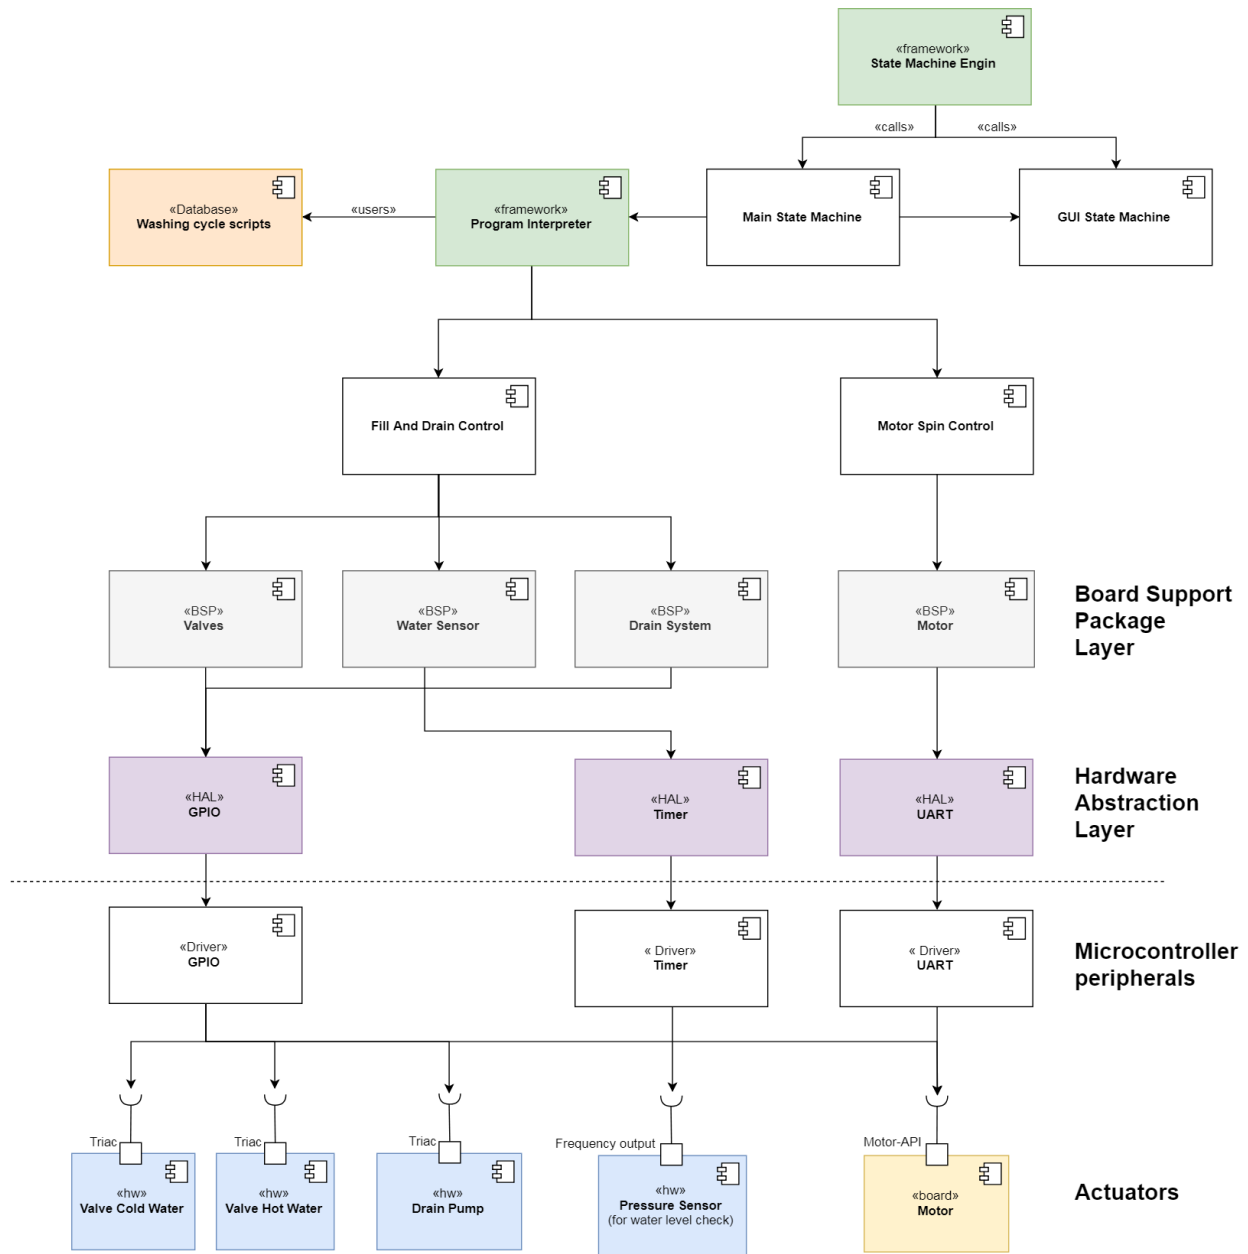 «framework»
State Machine Engin
«calls»
«calls»
«Database»
Washing cycle scripts
«users»
«framework»
Program Interpreter
Main State Machine
GUI State Machine
Fill And Drain Control
Motor Spin Control
«BSP»
Valves
«BSP»
Water Sensor
«BSP»
Drain System
«BSP»
Motor
Board Support
Package
Layer
«HAL»
GPIO
«HAL»
Timer
«HAL»
UART
Hardware
Abstraction
Layer
«Driver»
GPIO
« Driver»
Timer
« Driver»
UART
Microcontroller
peripherals
Triac
Triac
Triac
Frequency output
Motor-API
«hw»
Valve Cold Water
«hw»
Valve Hot Water
«hw»
Drain Pump
«hw»
Pressure Sensor
(for water level check)
«board»
Motor
Actuators